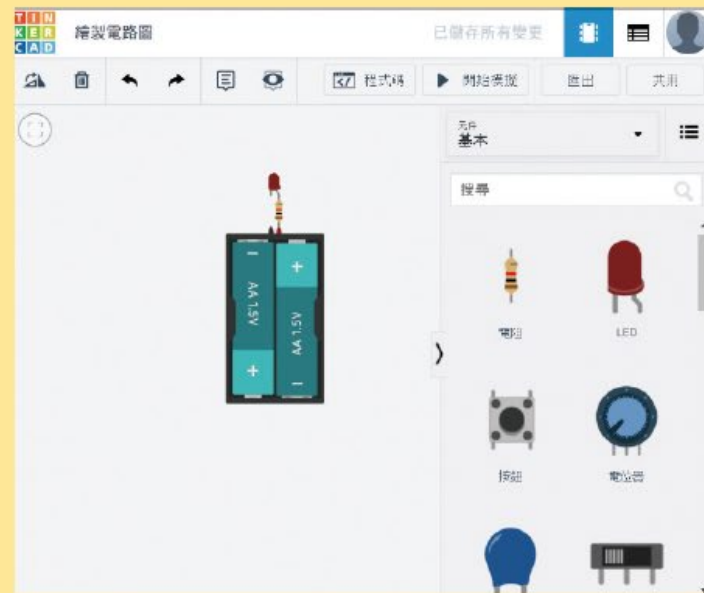 TIN
KER
CAD
繪製電路圖
已儲存所有變更
程式碼
開始模擬
匯出
共用
元件
基本
搜尋
電阻
LED
按鈕
電位器
AA 1.5V
AA 1.5V